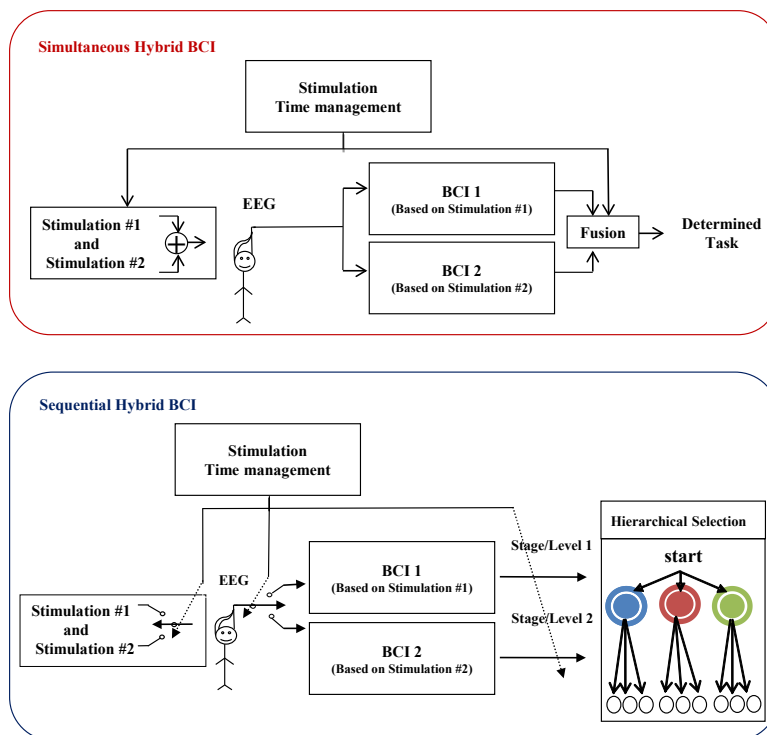 Simultaneous Hybrid BCI
Stimulation
Time management
Stimulation #1
and
Stimulation #2
EEG
BCI 1
(Based on Stimulation #1)
BCI 2
(Based on Stimulation #2)
Fusion
Determined
Task
Sequential Hybrid BCI
Stimulation
Time management
Stimulation #1
and
Stimulation #2
EEG
BCI 1
(Based on Stimulation #1)
BCI 2
(Based on Stimulation #2)
Stage/Level 1
Stage/Level 2
Hierarchical Selection
start